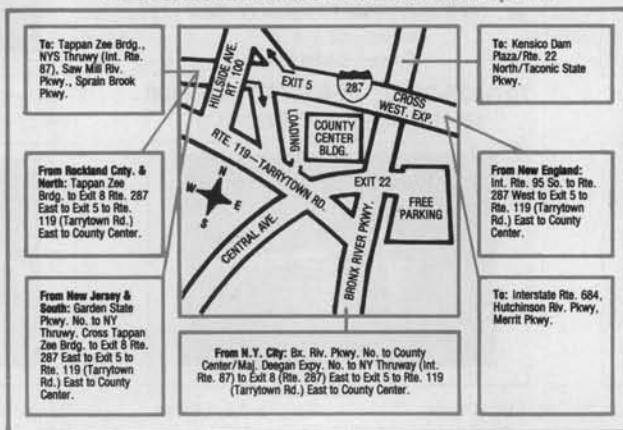 To: Tappan Zee Brdg.,
NYS Thruway (Int. Rte.
87), Saw Mill Riv.
Pkwy., Sprain Brook
Pkwy.
From Rockland Cnty. &
North: Tappan Zee
Brdg. to Exit 8 Rte. 287
East to Exit 5 to Rte.
119 (Tarrytown Rd.)
East to County Center.
From New Jersey &
South: Garden State
Pkwy. No. to NY
Thruway. Cross Tappan
Zee Brdg. to Exit 8 Rte.
287 East to Exit 5 to
Rte. 119 (Tarrytown
Rd.) East to County
Center.
HILLSIDE AVE.
RT. 100
EXIT 5
287
CROSS
WEST. EXP.
LOADING
COUNTY
CENTER
BLDG.
RTE. 119—TARRYTOWN RD.
EXIT 22
FREE
PARKING
N
W
E
S
CENTRAL AVE.
BRONX RIVER PKWY.
To: Kensico Dam
Plaza/Rte. 22
North/Taconic State
Pkwy.
From New England:
Int. Rte. 95 So. to Rte.
287 West to Exit 5 to
Rte. 119 (Tarrytown
Rd.) East to County
Center.
To: Interstate Rte. 684,
Hutchinson Riv. Pkwy,
Merrit Pkwy.
From N.Y. City: Bx. Riv. Pkwy. No. to County
Center/Maj. Deegan Expy. No. to NY Thruway (Int.
Rte. 87) to Exit 8 (Rte. 287) East to Exit 5 to Rte. 119
(Tarrytown Rd.) East to County Center.